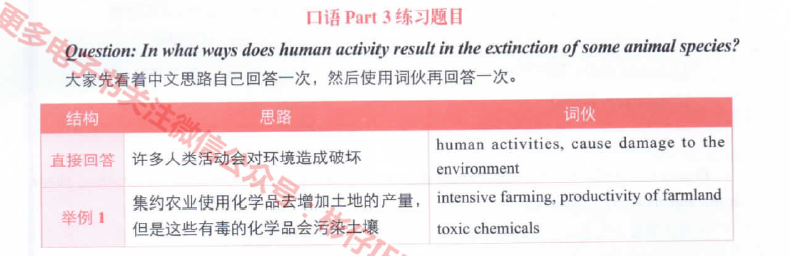 口语 Part 3 练习题目
Question: In what ways does human activity result in the extinction of some animal species?
大家先看着中文思路自己回答一次，然后使用词伙再回答一次。
结构 思路 词伙
直接回答 许多人类活动会对环境造成破坏 human activities, cause damage to the
environment
举例 1 集约农业使用化学品去增加土地的产量，
但是这些有毒的化学品会污染土壤
intensive farming, productivity of farmland
toxic chemicals
更多电子书关注微信公众号：